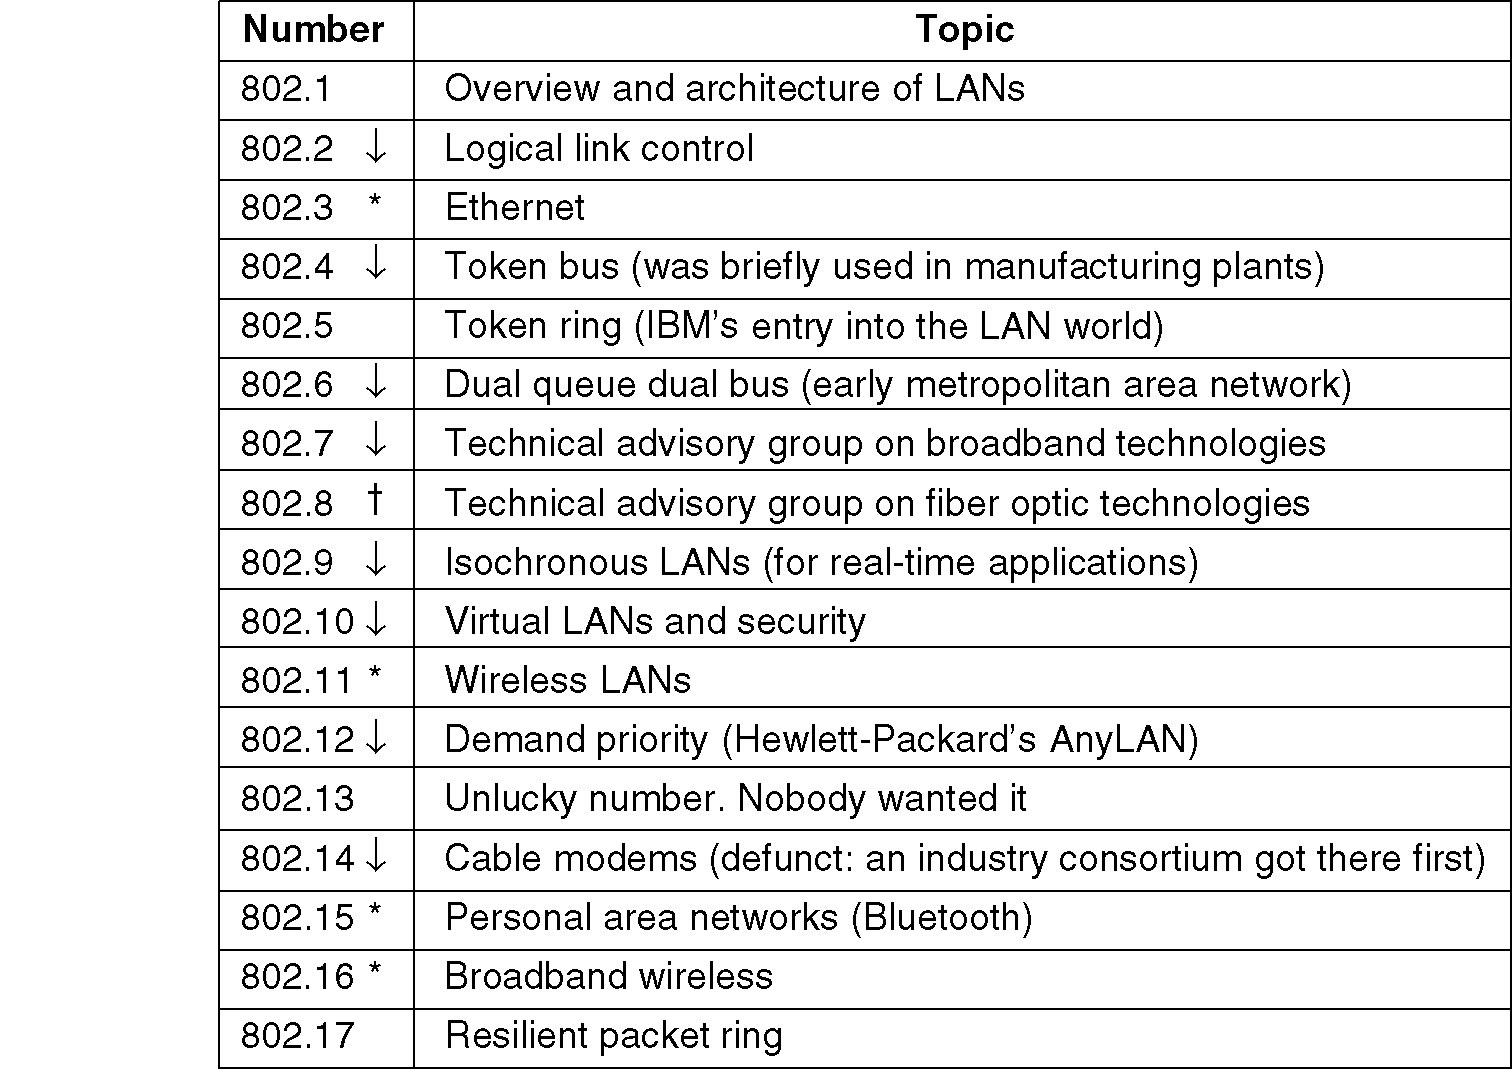 Number Topic
802.1 Overview and architecture of LANs
802.2 ↓ Logical link control
802.3 * Ethernet
802.4 ↓ Token bus (was briefly used in manufacturing plants)
802.5 Token ring (IBM's entry into the LAN world)
802.6 ↓ Dual queue dual bus (early metropolitan area network)
802.7 ↓ Technical advisory group on broadband technologies
802.8 † Technical advisory group on fiber optic technologies
802.9 ↓ Isochronous LANs (for real-time applications)
802.10 ↓ Virtual LANs and security
802.11 * Wireless LANs
802.12 ↓ Demand priority (Hewlett-Packard's AnyLAN)
802.13 Unlucky number. Nobody wanted it
802.14 ↓ Cable modems (defunct: an industry consortium got there first)
802.15 * Personal area networks (Bluetooth)
802.16 * Broadband wireless
802.17 Resilient packet ring